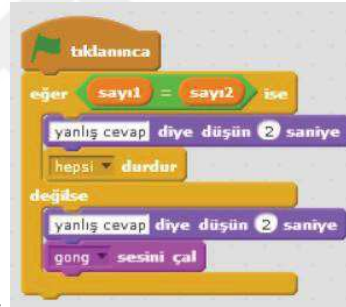 tıklanınca
eğer sayı1 = sayı2 ise
yanlış cevap diye düşün 2 saniye
hepsi durdur
değilse
yanlış cevap diye düşün 2 saniye
gong sesini çal